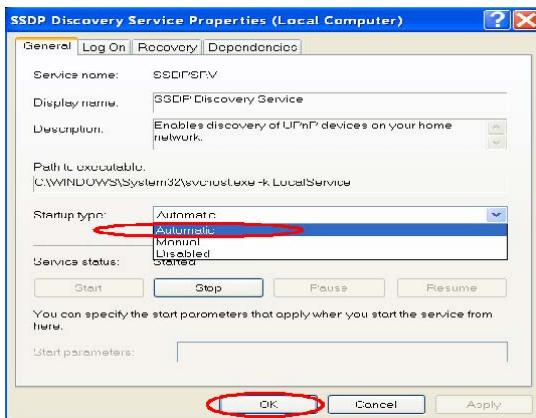 SSDP Discovery Service Properties (Local Computer)
General Log On Recovery Dependencies
Service name: SSDPSRV
Display name: SSDP Discovery Service
Description: Enables discovery of UPnP devices on your home
network.
Path to executable:
C:\WINDOWS\System32\svchost.exe -k LocalService
Startup type: Automatic
Automatic
Manual
Disabled
Service status: Started
Start Stop Pause Resume
You can specify the start parameters that apply when you start the service from
here.
Start parameters:
OK Cancel Apply